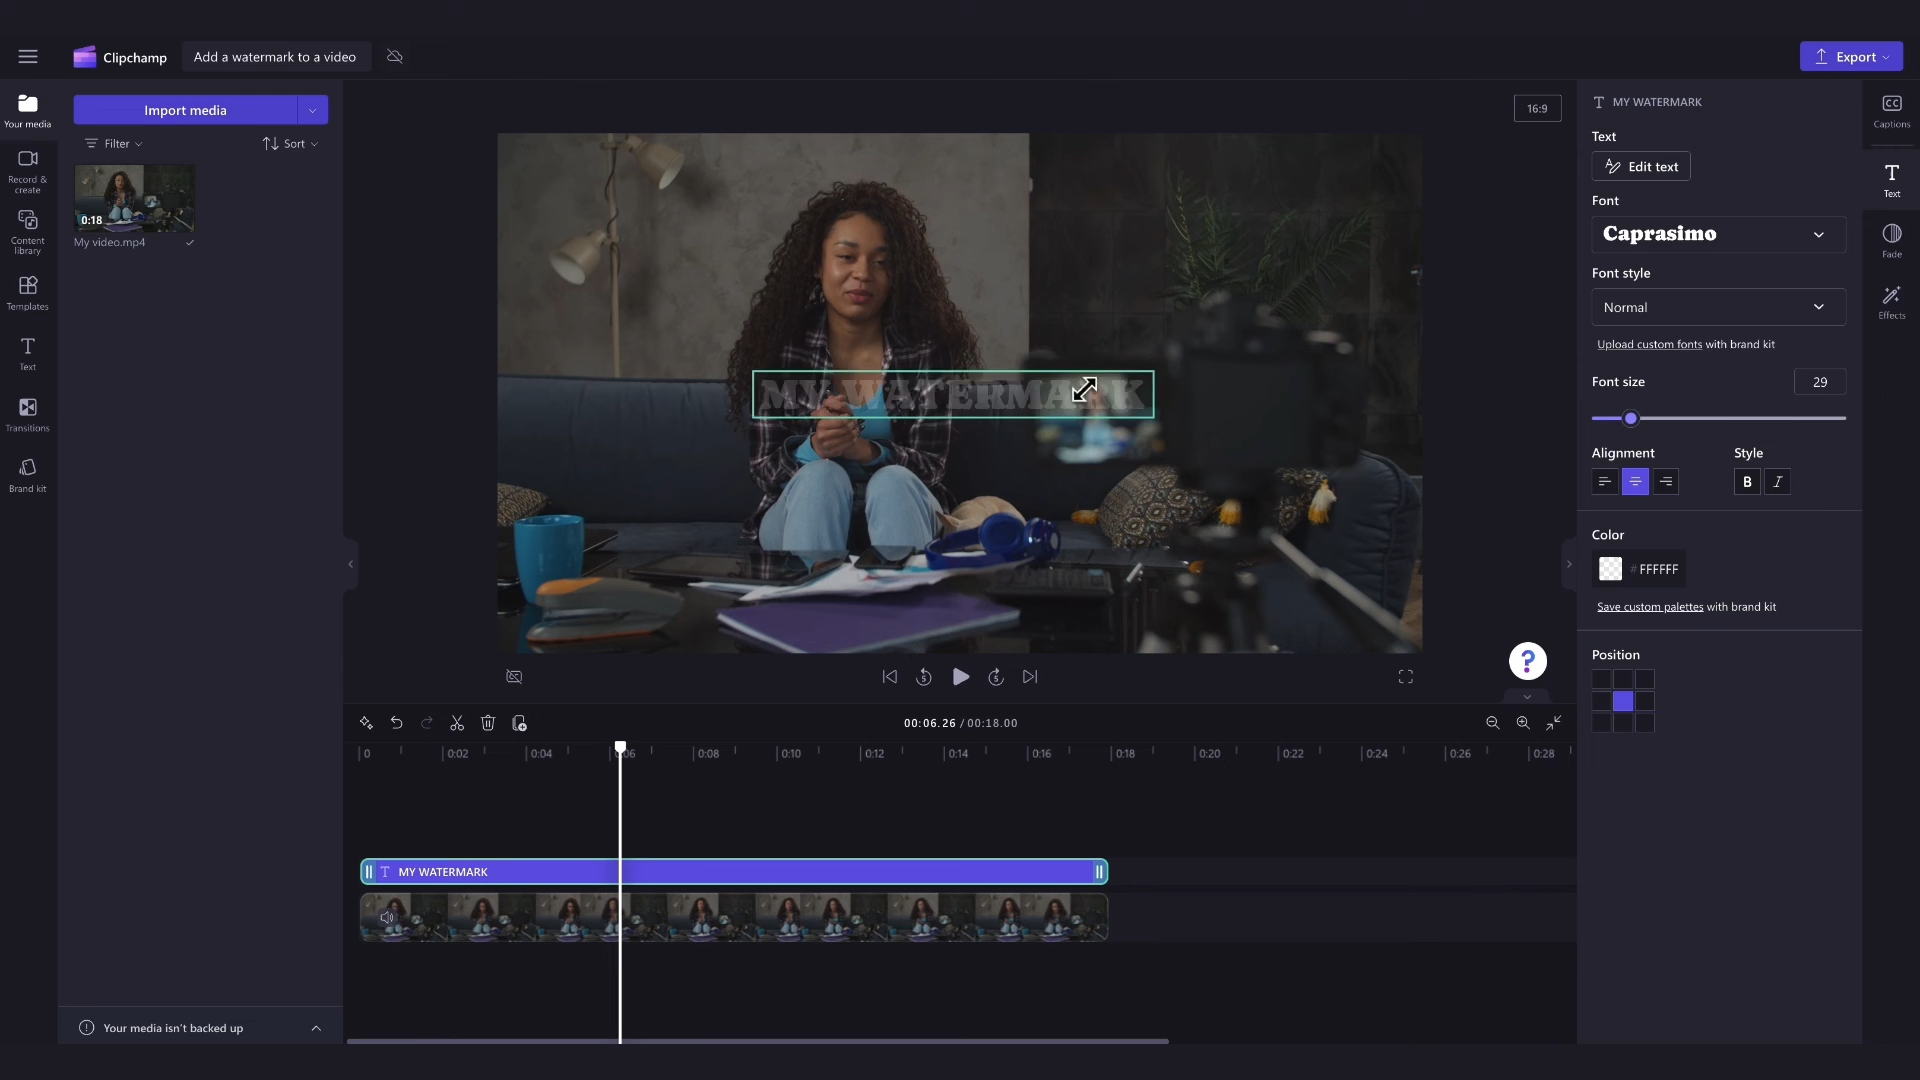 Clipchamp
Add a watermark to a video
Export
Your media
Import media
Filter
Sort
0:18
My video.mp4
Record &
create
Content
library
Templates
Text
Transitions
Brand kit
Your media isn't backed up
16:9
MY WATERMARK
00:06.26 / 00:18.00
0
0:02
0:04
0:06
0:08
0:10
0:12
0:14
0:16
0:18
0:20
0:22
0:24
0:26
0:28
T MY WATERMARK
MY WATERMARK
Text
Edit text
Font
Caprasimo
Font style
Normal
Upload custom fonts with brand kit
Font size
29
Alignment
Style
B
I
Color
# FFFFFF
Save custom palettes with brand kit
Position
CC
Captions
Text
Fade
Effects